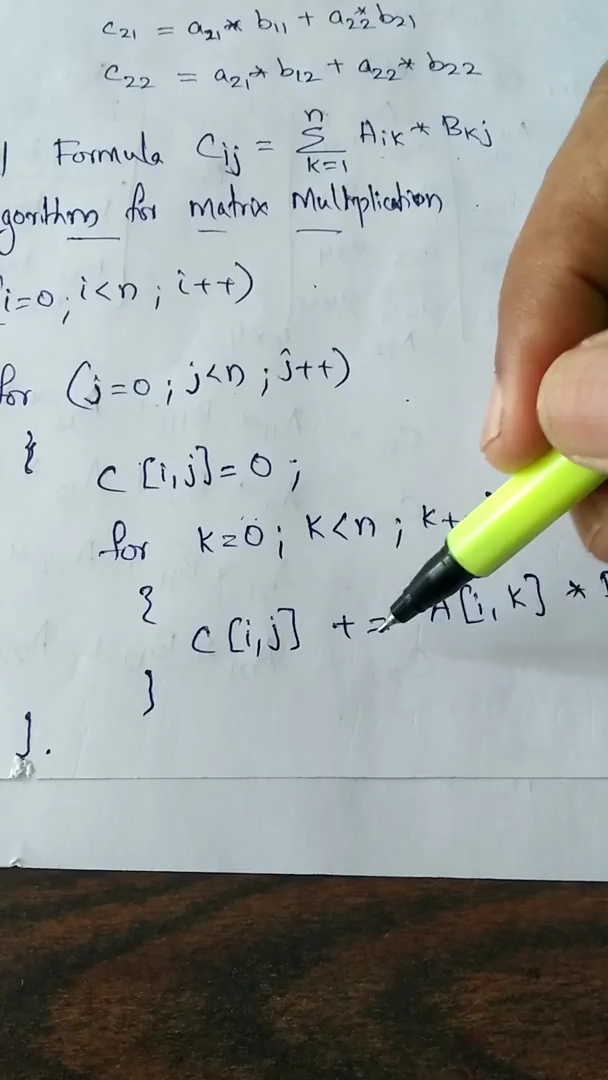 c21 = a21* b11 + a22* b21
C22 = a21* b12 + a22* b22
Formula Cij = n Σ k=1 Aik * Bkj
gorithm for Matrix Multiplication
i=0; i<n; i++)
for (j=0; j<n; j++)
{ C [i,j]=0;
for k=0; k<n; k+
{
C [i,j] += A[i, k] *
}
}.